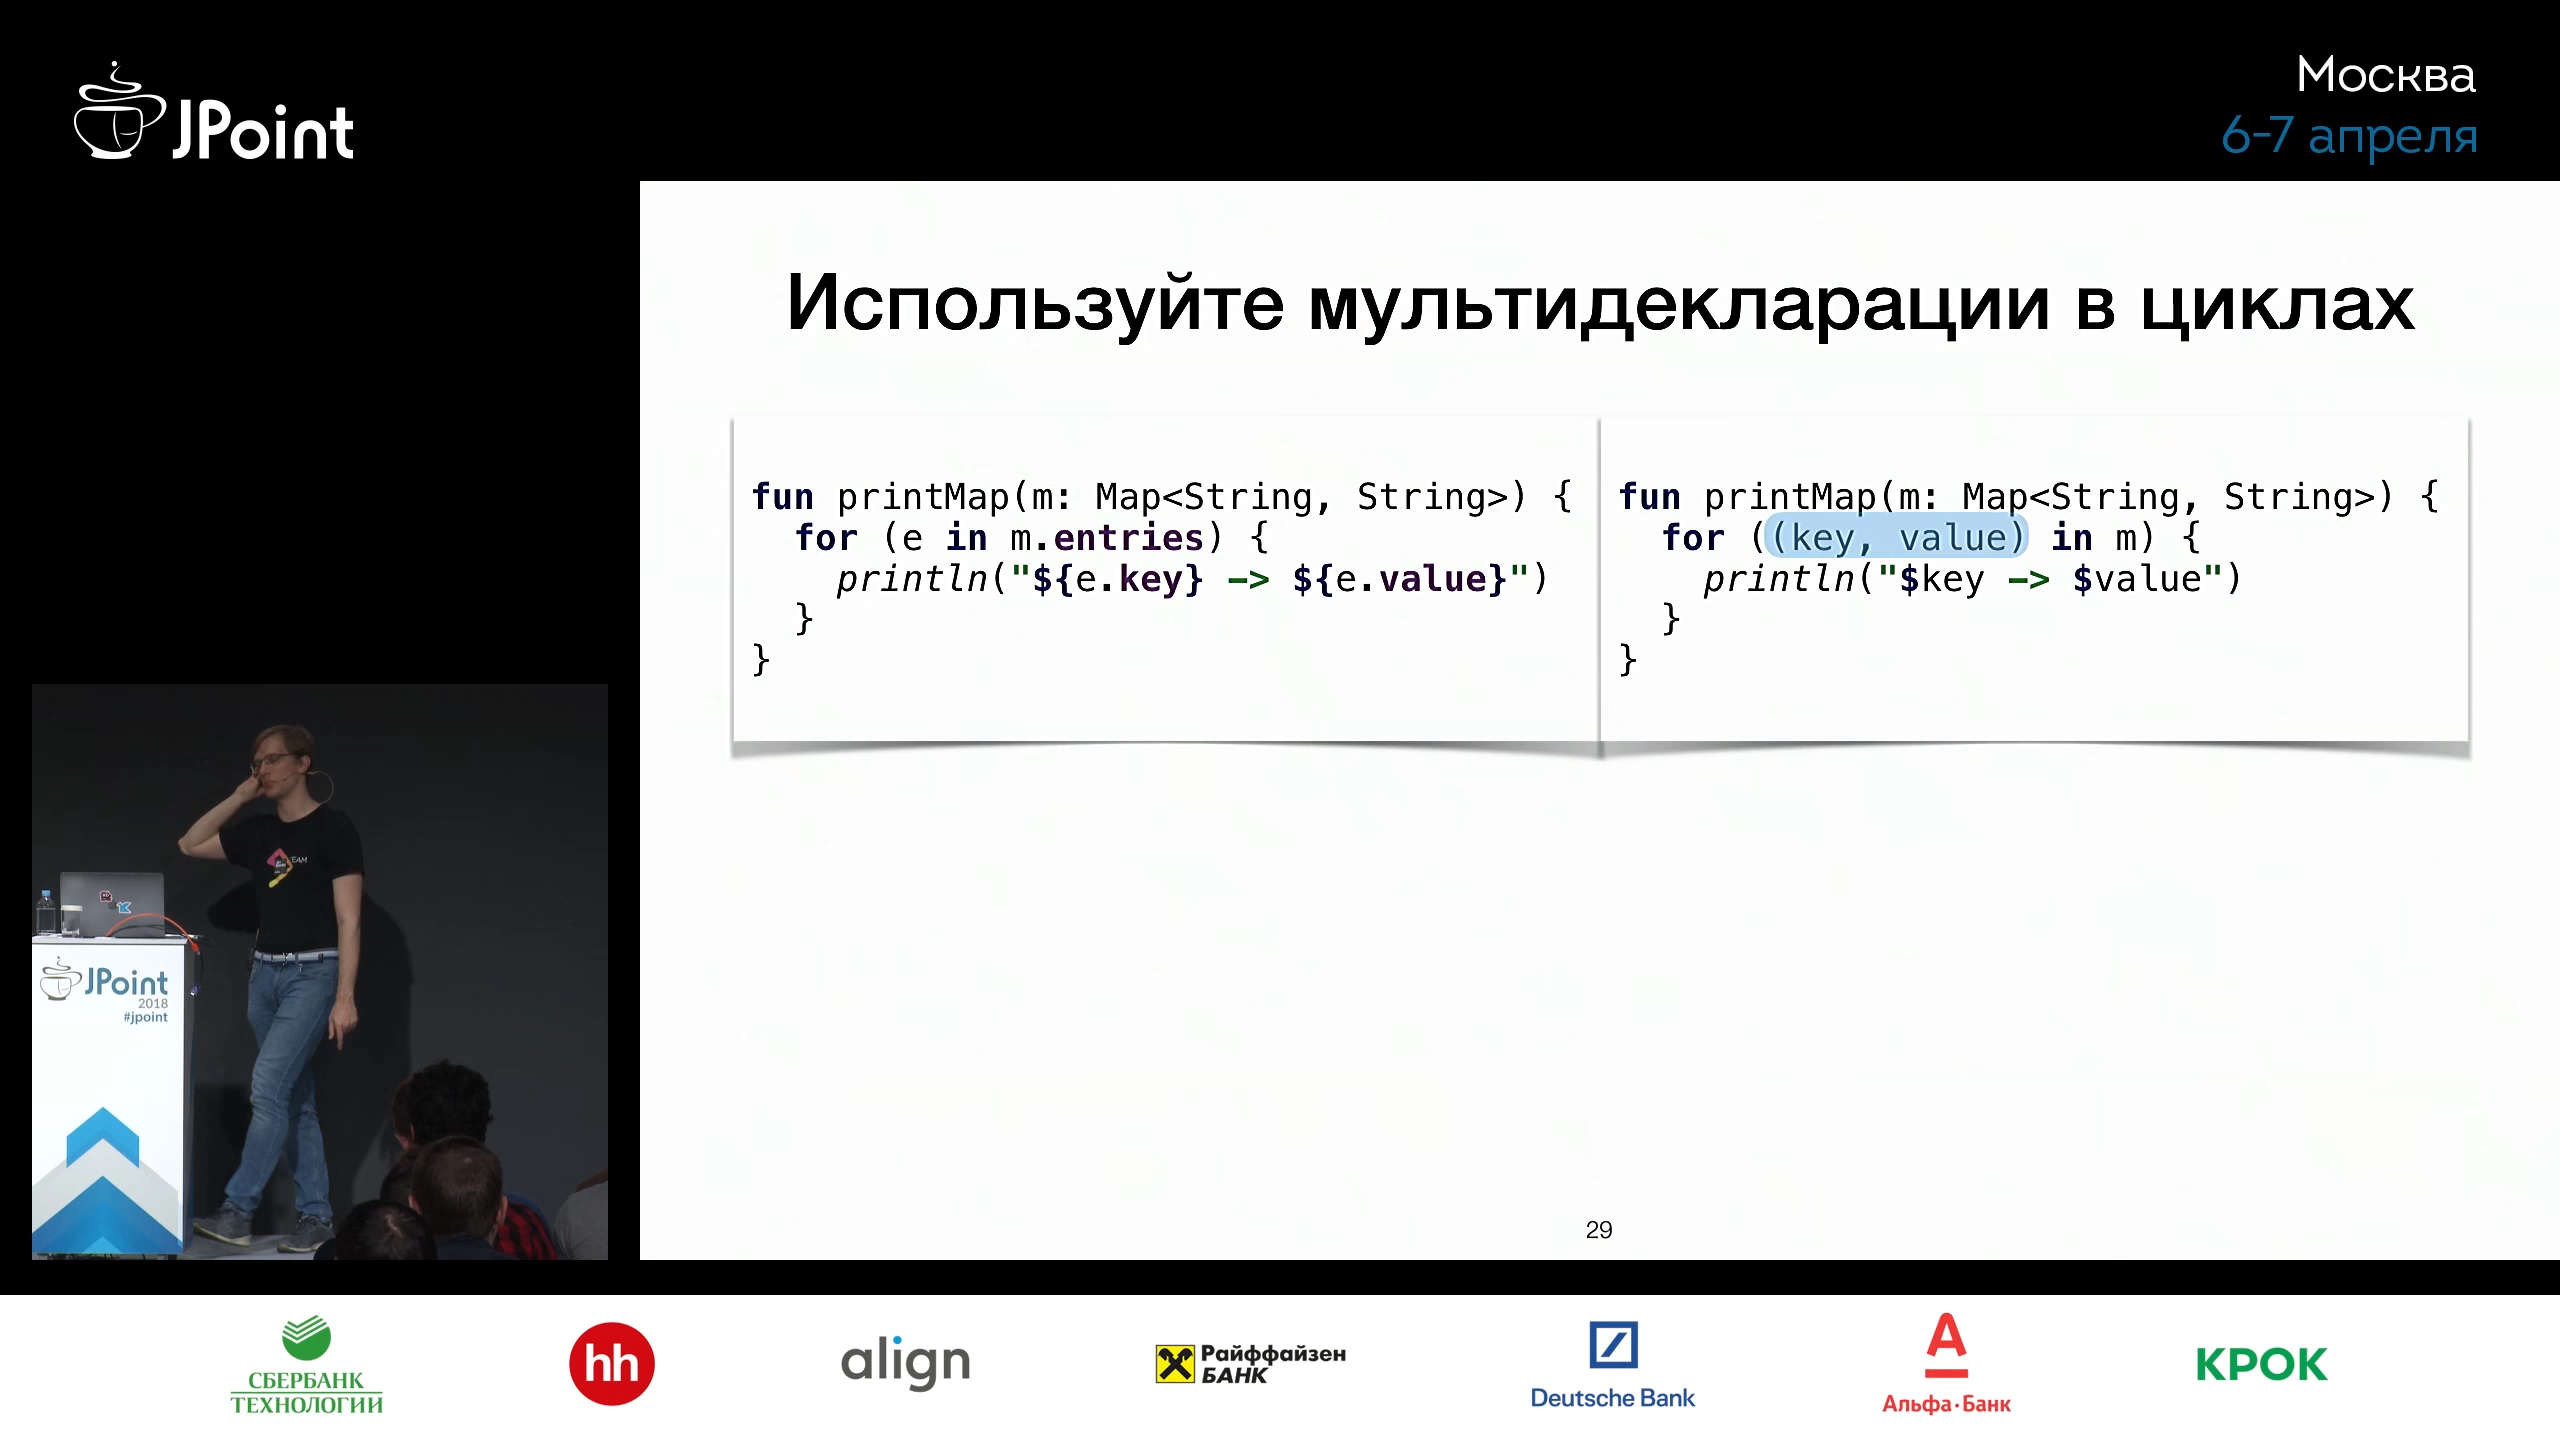 JPoint
Москва
6-7 апреля
Используйте мультидекларации в циклах
fun printMap(m: Map<String, String>) {
  for (e in m.entries) {
    println("${e.key} -> ${e.value}")
  }
}
fun printMap(m: Map<String, String>) {
  for ((key, value) in m) {
    println("$key -> $value")
  }
}
29
JPoint
2018
#jpoint
СБЕРБАНК
ТЕХНОЛОГИИ
hh
align
Райффайзен
БАНК
Deutsche Bank
Альфа·Банк
КРОК